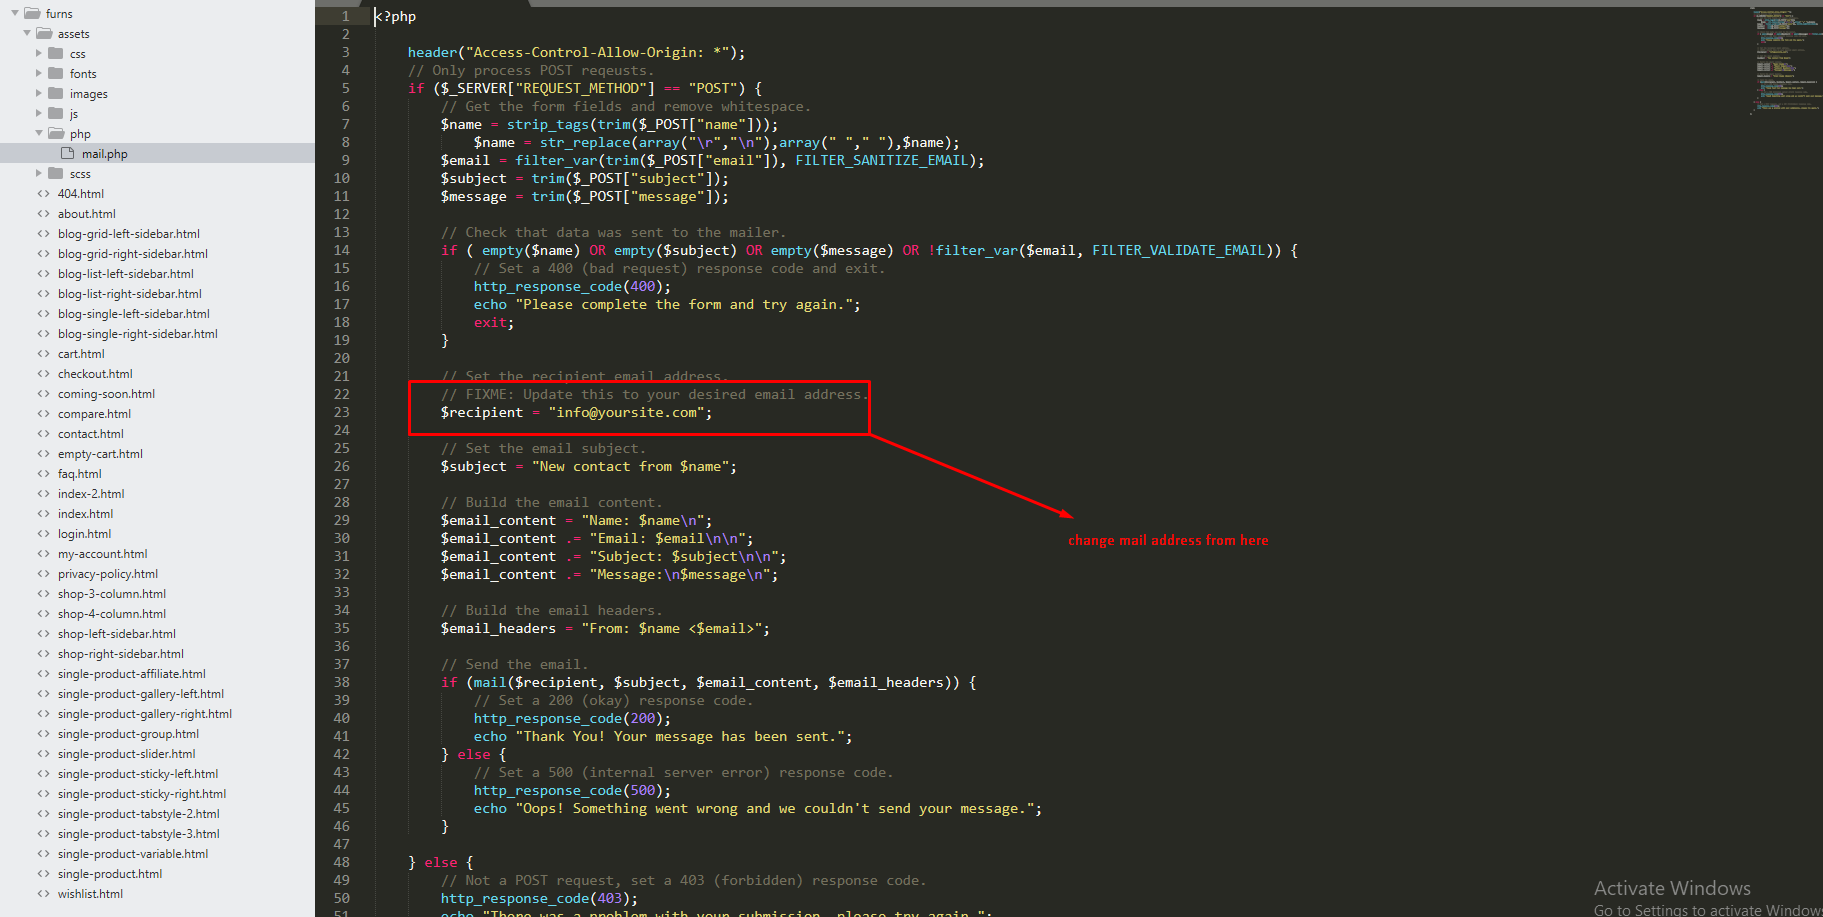 furns
assets
css
fonts
images
js
php
mail.php
scss
404.html
about.html
blog-grid-left-sidebar.html
blog-grid-right-sidebar.html
blog-list-left-sidebar.html
blog-list-right-sidebar.html
blog-single-left-sidebar.html
blog-single-right-sidebar.html
cart.html
checkout.html
coming-soon.html
compare.html
contact.html
empty-cart.html
faq.html
index-2.html
index.html
login.html
my-account.html
privacy-policy.html
shop-3-column.html
shop-4-column.html
shop-left-sidebar.html
shop-right-sidebar.html
single-product-affiliate.html
single-product-gallery-left.html
single-product-gallery-right.html
single-product-group.html
single-product-slider.html
single-product-sticky-left.html
single-product-sticky-right.html
single-product-tabstyle-2.html
single-product-tabstyle-3.html
single-product-variable.html
single-product.html
wishlist.html
1 <?php
2
3 header("Access-Control-Allow-Origin: *");
4 // Only process POST reqeusts.
5 if ($_SERVER["REQUEST_METHOD"] == "POST") {
6 // Get the form fields and remove whitespace.
7 $name = strip_tags(trim($_POST["name"]));
8 $name = str_replace(array("\r","\n"),array(" "," "),$name);
9 $email = filter_var(trim($_POST["email"]), FILTER_SANITIZE_EMAIL);
10 $subject = trim($_POST["subject"]);
11 $message = trim($_POST["message"]);
12
13 // Check that data was sent to the mailer.
14 if ( empty($name) OR empty($subject) OR empty($message) OR !filter_var($email, FILTER_VALIDATE_EMAIL)) {
15 // Set a 400 (bad request) response code and exit.
16 http_response_code(400);
17 echo "Please complete the form and try again.";
18 exit;
19 }
20
21 // Set the recipient email address.
22 // FIXME: Update this to your desired email address.
23 $recipient = "info@yoursite.com";
24
25 // Set the email subject.
26 $subject = "New contact from $name";
27
28 // Build the email content.
29 $email_content = "Name: $name\n";
30 $email_content .= "Email: $email\n\n";
31 $email_content .= "Subject: $subject\n\n";
32 $email_content .= "Message:\n$message\n";
33
34 // Build the email headers.
35 $email_headers = "From: $name <$email>";
36
37 // Send the email.
38 if (mail($recipient, $subject, $email_content, $email_headers)) {
39 // Set a 200 (okay) response code.
40 http_response_code(200);
41 echo "Thank You! Your message has been sent.";
42 } else {
43 // Set a 500 (internal server error) response code.
44 http_response_code(500);
45 echo "Oops! Something went wrong and we couldn't send your message.";
46 }
47
48 } else {
49 // Not a POST request, set a 403 (forbidden) response code.
50 http_response_code(403);
51 echo "There was a problem with your submission, please try again.";
change mail address from here
Activate Windows
Go to Settings to activate Windows